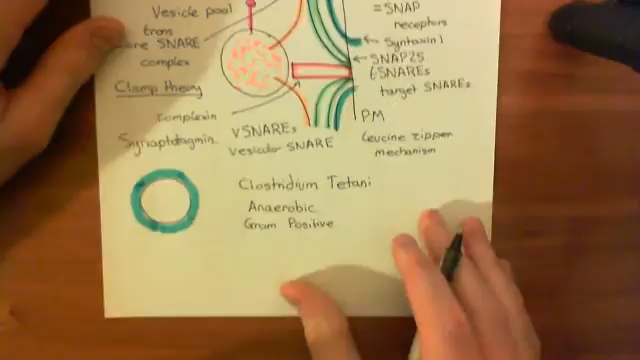 Vesicle pool
trans
SNARE
complex
Clamp theory
complexin
Synaptotagmin
vSNAREs
vesicular SNARE
= SNAP
receptors
Syntaxin 1
SNAP25
tSNAREs
target SNAREs
PM
Leucine zipper
mechanism
Clostridium Tetani
Anaerobic
Gram Positive